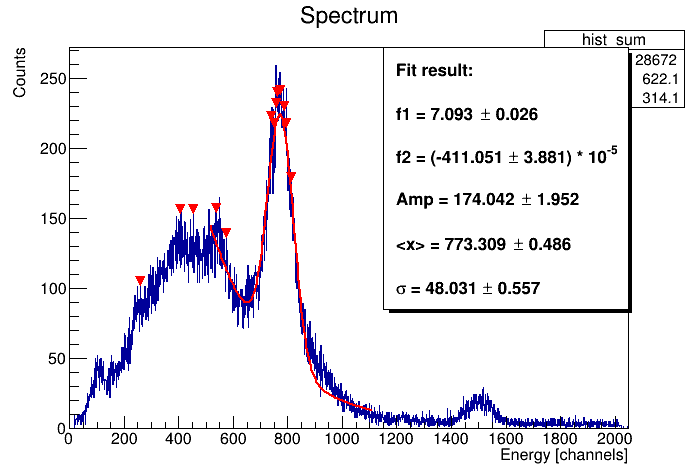 Spectrum
hist_sum
28672
622.1
314.1
Fit result:
f1 = 7.093 ± 0.026
f2 = (-411.051 ± 3.881) * 10^-5
Amp = 174.042 ± 1.952
<x> = 773.309 ± 0.486
σ = 48.031 ± 0.557
Counts
250
200
150
100
50
0
0 200 400 600 800 1000 1200 1400 1600 1800 2000
Energy [channels]